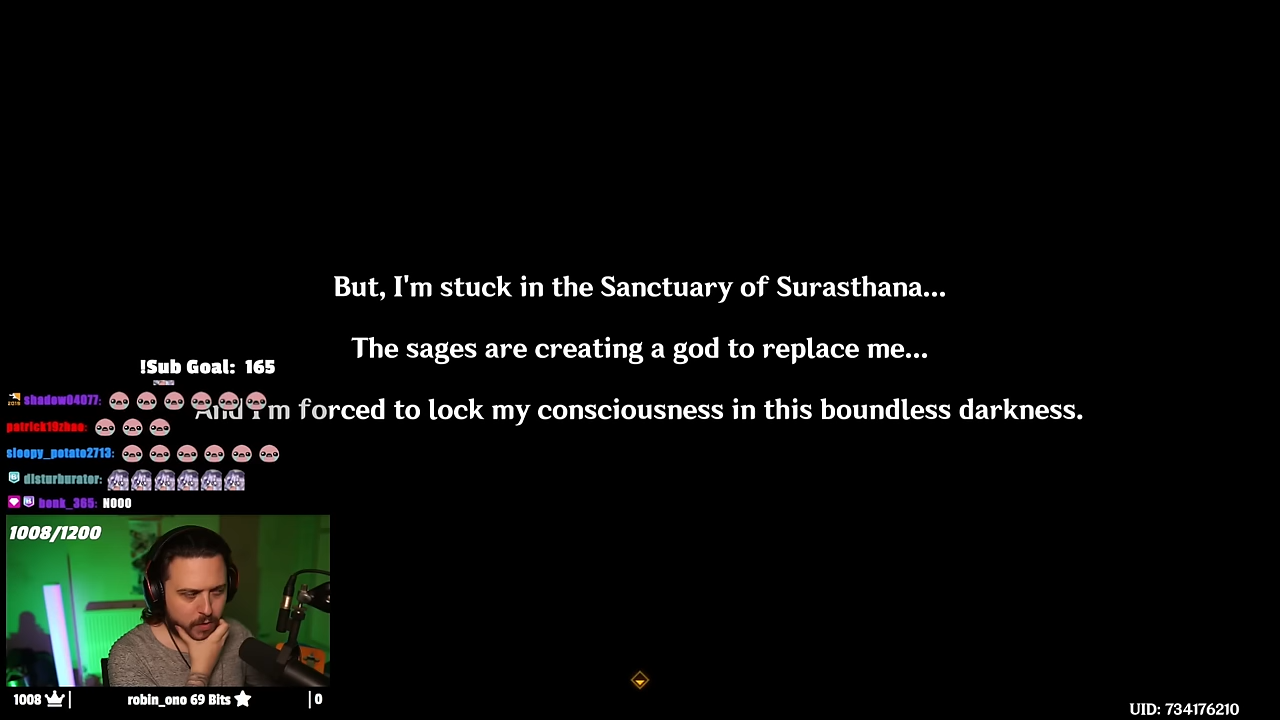 But, I'm stuck in the Sanctuary of Surasthana...
The sages are creating a god to replace me...
And I'm forced to lock my consciousness in this boundless darkness.
!Sub Goal: 165
shadow04077:
patrick19zhao:
sleepy_potato2713:
disturburator:
honk_365: NOOO
1008/1200
1008
robin_ono 69 Bits
0
UID: 734176210